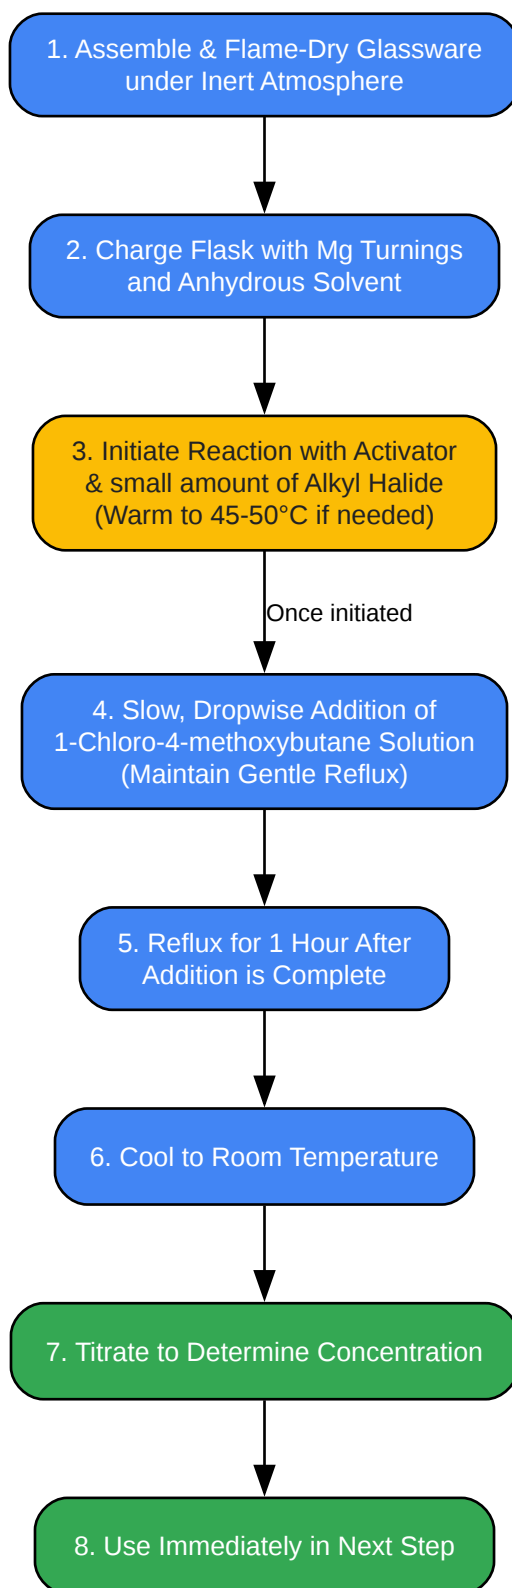 1. Assemble & Flame-Dry Glassware
under Inert Atmosphere
2. Charge Flask with Mg Turnings
and Anhydrous Solvent
3. Initiate Reaction with Activator
& small amount of Alkyl Halide
(Warm to 45-50°C if needed)
Once initiated
4. Slow, Dropwise Addition of
1-Chloro-4-methoxybutane Solution
(Maintain Gentle Reflux)
5. Reflux for 1 Hour After
Addition is Complete
6. Cool to Room Temperature
7. Titrate to Determine Concentration
8. Use Immediately in Next Step